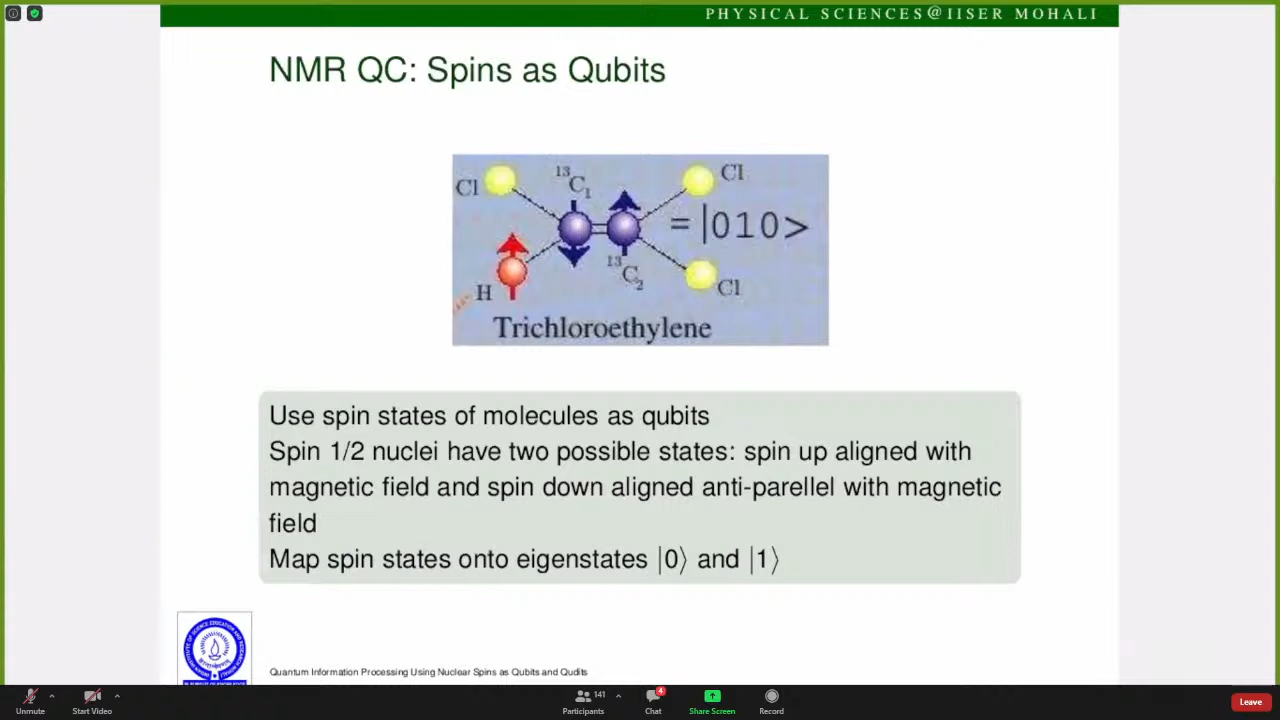 PHYSICAL SCIENCES@IISER MOHALI
NMR QC: Spins as Qubits
Cl
13C1
Cl
= |010>
H
13C2
Cl
Trichloroethylene
Use spin states of molecules as qubits
Spin 1/2 nuclei have two possible states: spin up aligned with
magnetic field and spin down aligned anti-parellel with magnetic
field
Map spin states onto eigenstates |0⟩ and |1⟩
Quantum Information Processing Using Nuclear Spins as Qubits and Qudits
Unmute
Start Video
141
Participants
4
Chat
Share Screen
Record
Leave